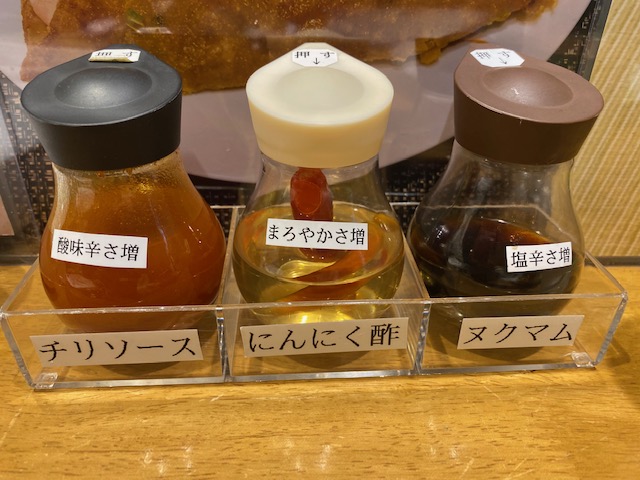 押す
押す
↓
押す
↓
酸味辛さ増
まろやかさ増
塩辛さ増
チリソース
にんにく酢
ヌクマム